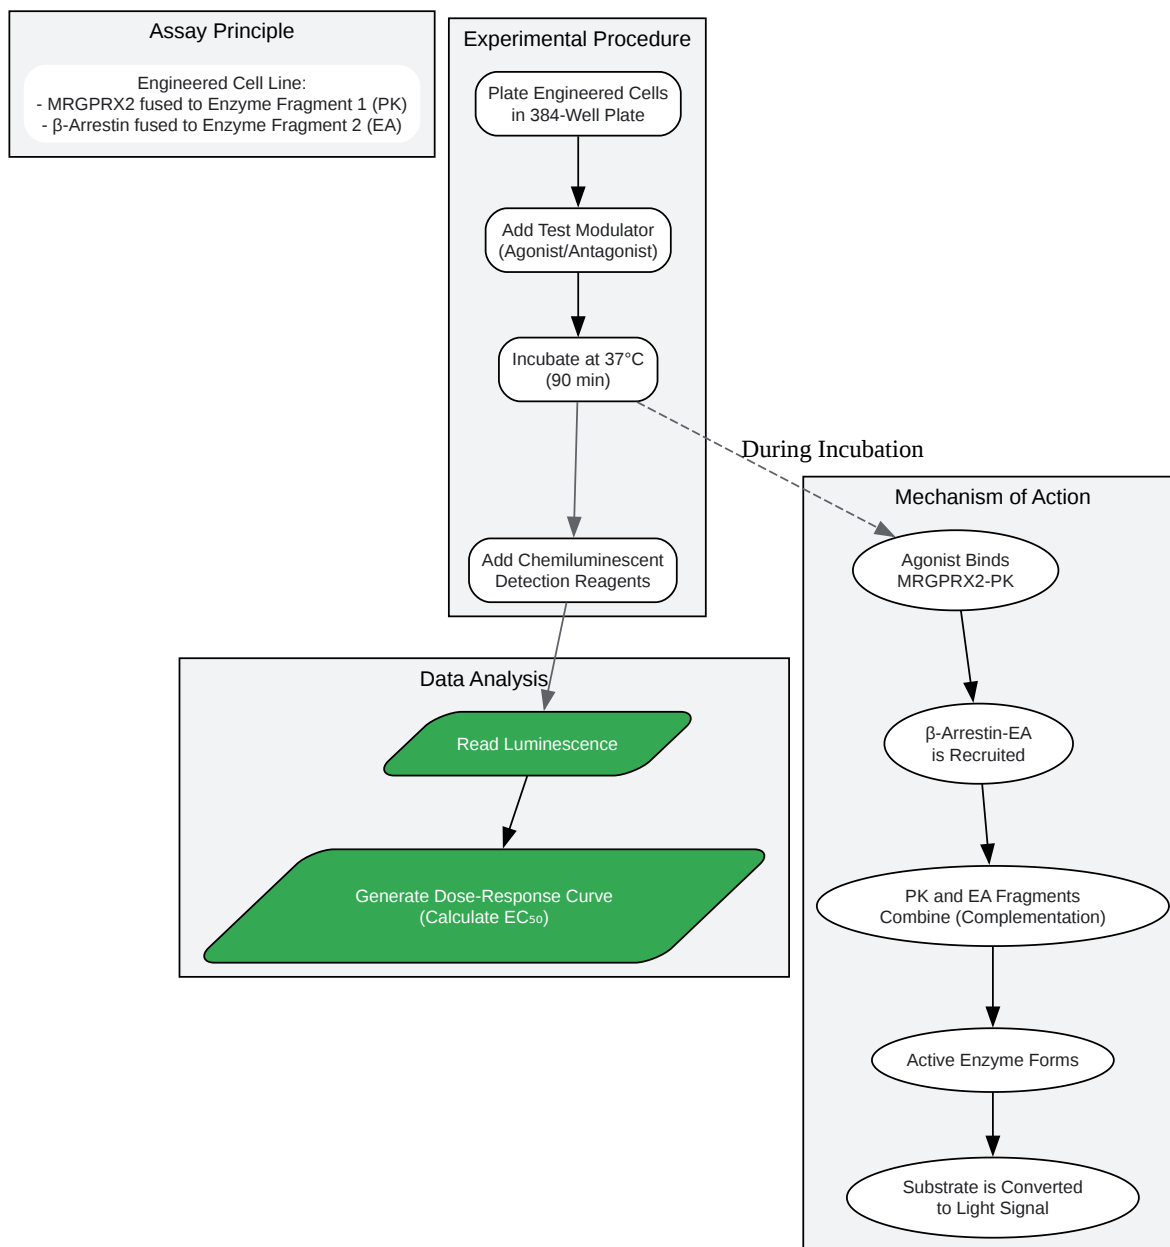 Assay Principle
Engineered Cell Line:
- MRGPRX2 fused to Enzyme Fragment 1 (PK)
- β-Arrestin fused to Enzyme Fragment 2 (EA)
Experimental Procedure
Plate Engineered Cells
in 384-Well Plate
Add Test Modulator
(Agonist/Antagonist)
Incubate at 37°C
(90 min)
During Incubation
Add Chemiluminescent
Detection Reagents
Mechanism of Action
Agonist Binds
MRGPRX2-PK
β-Arrestin-EA
is Recruited
PK and EA Fragments
Combine (Complementation)
Active Enzyme Forms
Substrate is Converted
to Light Signal
Data Analysis
Read Luminescence
Generate Dose-Response Curve
(Calculate EC₅₀)